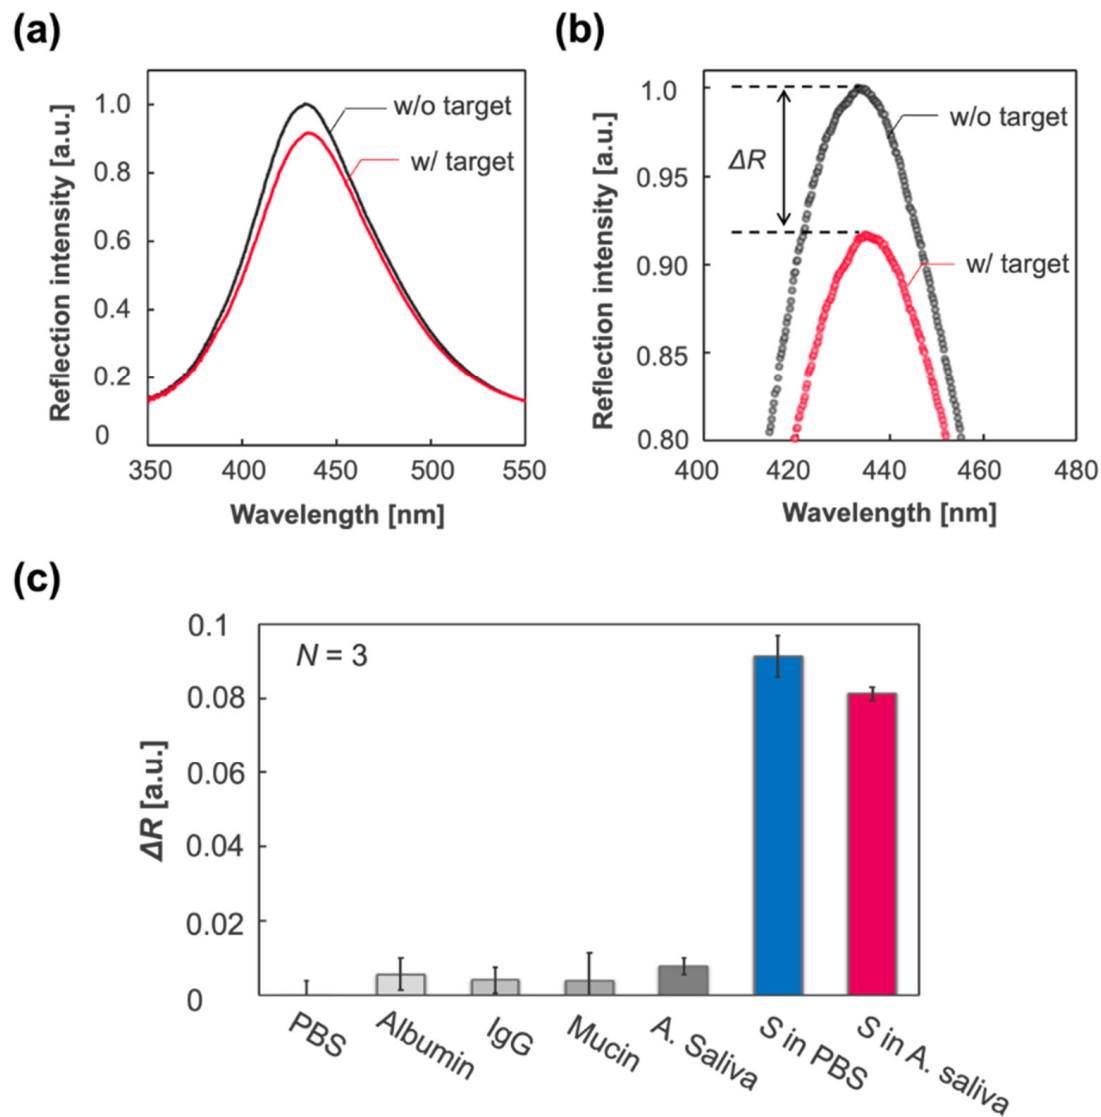 (a)
Reflection intensity [a.u.]
1.0
0.8
0.6
0.4
0.2
0
350 400 450 500 550
Wavelength [nm]
w/o target
w/ target
(b)
Reflection intensity [a.u.]
1.0
0.95
0.90
0.85
0.80
400 420 440 460 480
Wavelength [nm]
ΔR
w/o target
w/ target
(c)
ΔR [a.u.]
0.1
0.08
0.06
0.04
0.02
0
N = 3
PBS
Albumin
IgG
Mucin
A. Saliva
S in PBS
S in A. saliva